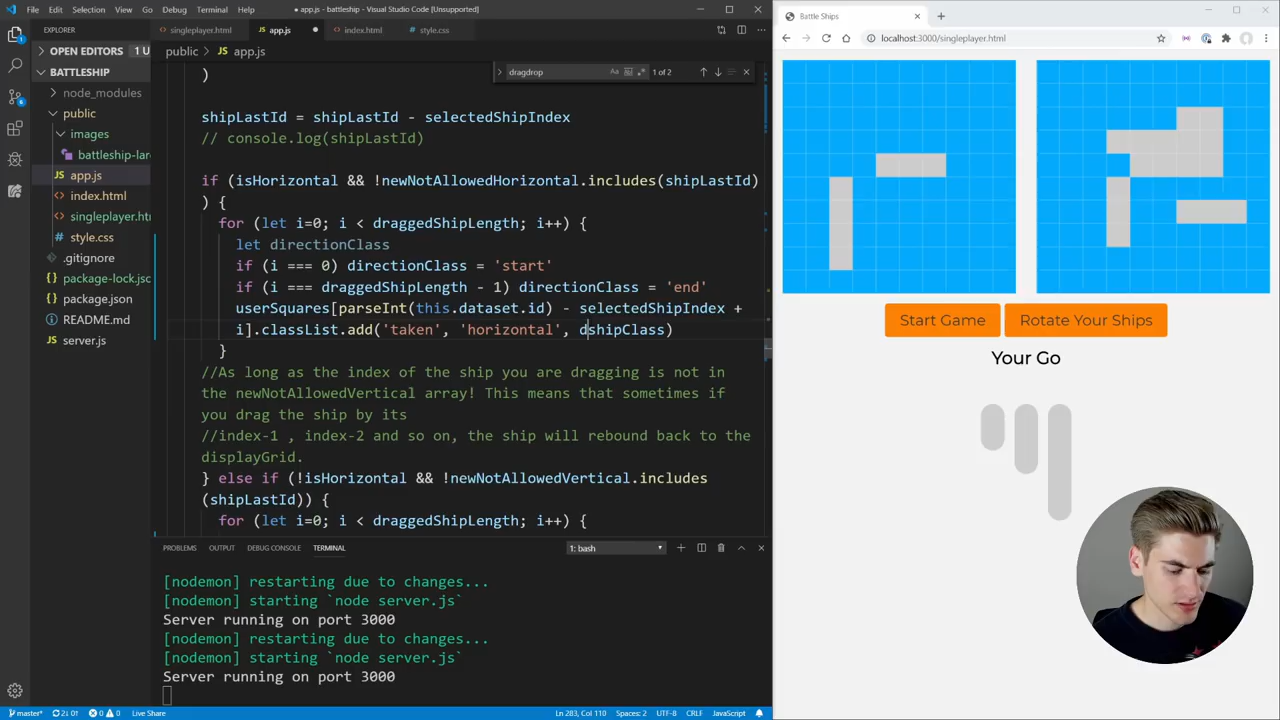 File Edit Selection View Go Debug Terminal Help
● app.js - battleship - Visual Studio Code [Unsupported]
EXPLORER
OPEN EDITORS 1 U
BATTLESHIP
node_modules
public
images
battleship-lar
app.js
index.html
singleplayer.htm
style.css
.gitignore
package-lock.jsc
package.json
README.md
server.js
singleplayer.html app.js ● index.html style.css
public > app.js
dragdrop Aa 1 of 2
)
shipLastId = shipLastId - selectedShipIndex
// console.log(shipLastId)
if (isHorizontal && !newNotAllowedHorizontal.includes(shipLastId)
) {
for (let i=0; i < draggedShipLength; i++) {
let directionClass
if (i === 0) directionClass = 'start'
if (i === draggedShipLength - 1) directionClass = 'end'
userSquares[parseInt(this.dataset.id) - selectedShipIndex +
i].classList.add('taken', 'horizontal', dshipClass)
}
//As long as the index of the ship you are dragging is not in
the newNotAllowedVertical array! This means that sometimes if
you drag the ship by its
//index-1 , index-2 and so on, the ship will rebound back to the
displayGrid.
} else if (!isHorizontal && !newNotAllowedVertical.includes
(shipLastId)) {
for (let i=0; i < draggedShipLength; i++) {
PROBLEMS OUTPUT DEBUG CONSOLE TERMINAL 1: bash
[nodemon] restarting due to changes...
[nodemon] starting `node server.js`
Server running on port 3000
[nodemon] restarting due to changes...
[nodemon] starting `node server.js`
Server running on port 3000
master* 2↓ 0↑ 0 0 Live Share Ln 283, Col 110 Spaces: 2 UTF-8 CRLF JavaScript
Battle Ships
localhost:3000/singleplayer.html
Start Game Rotate Your Ships
Your Go